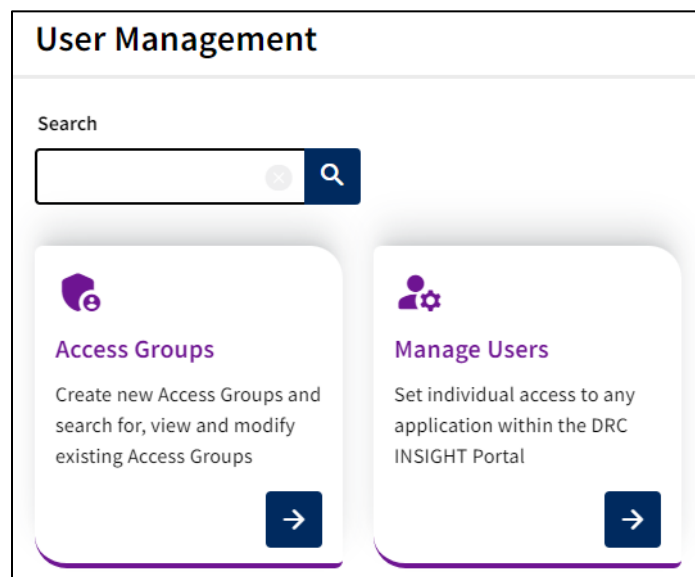 User Management
Search
Access Groups
Create new Access Groups and
search for, view and modify
existing Access Groups
Manage Users
Set individual access to any
application within the DRC
INSIGHT Portal